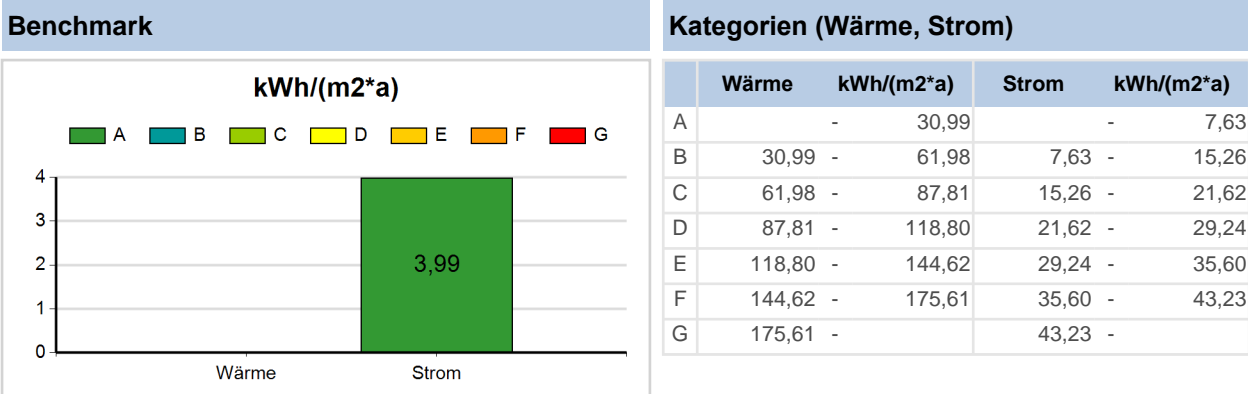 Benchmark
kWh/(m2*a)
A B C D E F G
4
3
2
1
0
3,99
Wärme Strom
Kategorien (Wärme, Strom)
Wärme kWh/(m2*a) Strom kWh/(m2*a)
A - 30,99 - 7,63
B 30,99 - 61,98 7,63 - 15,26
C 61,98 - 87,81 15,26 - 21,62
D 87,81 - 118,80 21,62 - 29,24
E 118,80 - 144,62 29,24 - 35,60
F 144,62 - 175,61 35,60 - 43,23
G 175,61 - 43,23 -